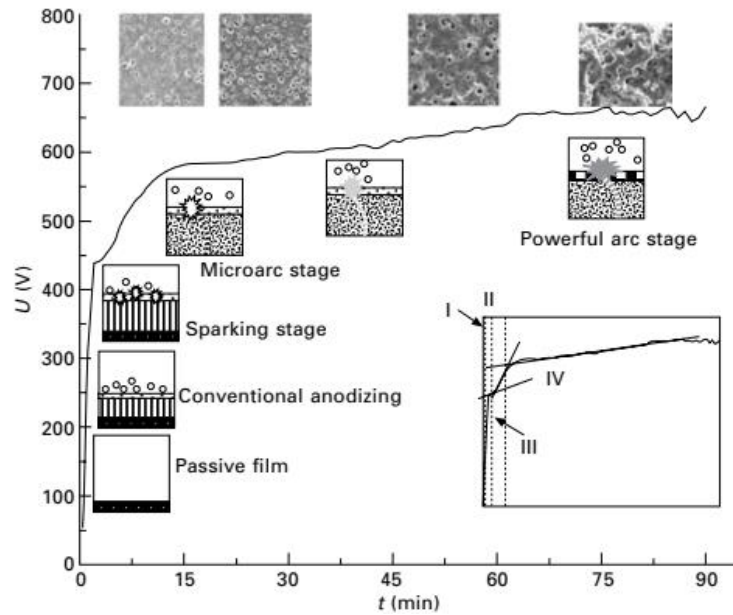 800
700
600
500
400
300
200
100
0
U (V)
Microarc stage
Sparking stage
Conventional anodizing
Passive film
Powerful arc stage
I
II
IV
III
0
15
30
45
60
75
90
t (min)